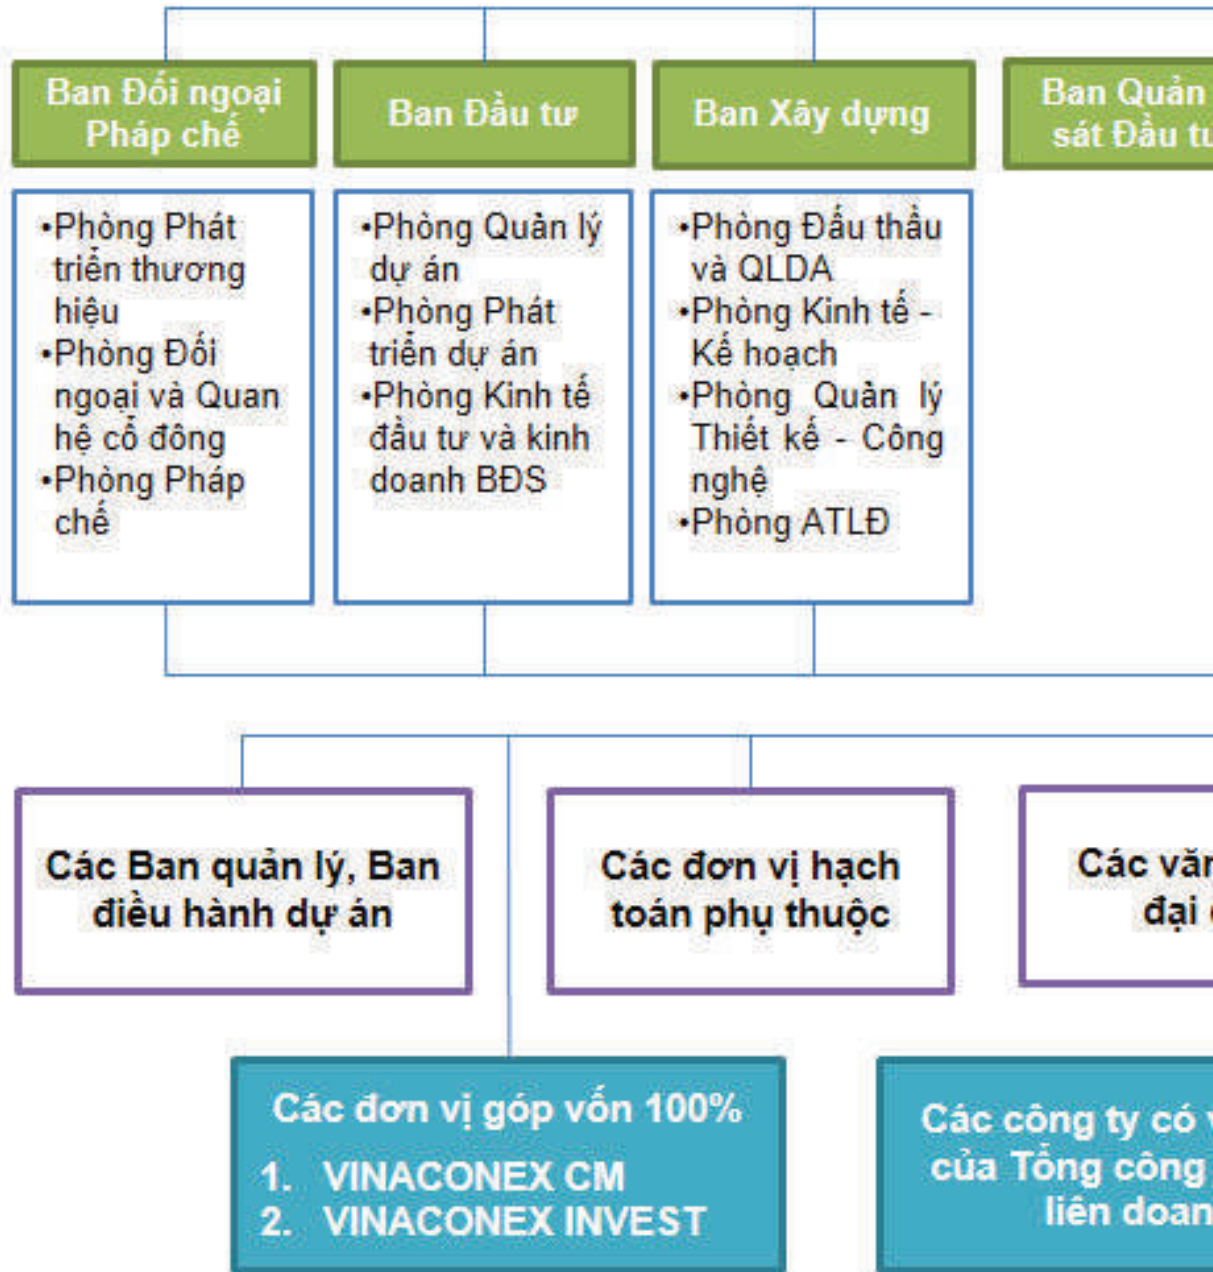 Ban Đối ngoại
Pháp chế
Ban Đầu tư
Ban Xây dựng
Ban Quản
sát Đầu tư
•Phòng Phát
triển thương
hiệu
•Phòng Đối
ngoại và Quan
hệ cổ đông
•Phòng Pháp
chế
•Phòng Quản lý
dự án
•Phòng Phát
triển dự án
•Phòng Kinh tế
đầu tư và kinh
doanh BĐS
•Phòng Đấu thầu
và QLDA
•Phòng Kinh tế -
Kế hoạch
•Phòng Quản lý
Thiết kế - Công
nghệ
•Phòng ATLĐ
Các Ban quản lý, Ban
điều hành dự án
Các đơn vị hạch
toán phụ thuộc
Các
đại
Các đơn vị góp vốn 100%
1. VINACONEX CM
2. VINACONEX INVEST
Các công ty có
của Tổng công
liên